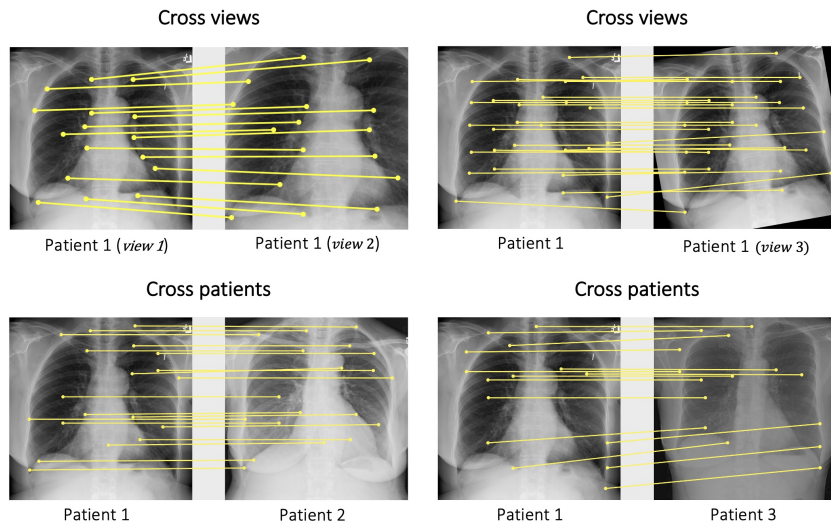 Cross views
Cross views
Patient 1 (view 1)
Patient 1 (view 2)
Patient 1
Patient 1 (view 3)
Cross patients
Cross patients
Patient 1
Patient 2
Patient 1
Patient 3